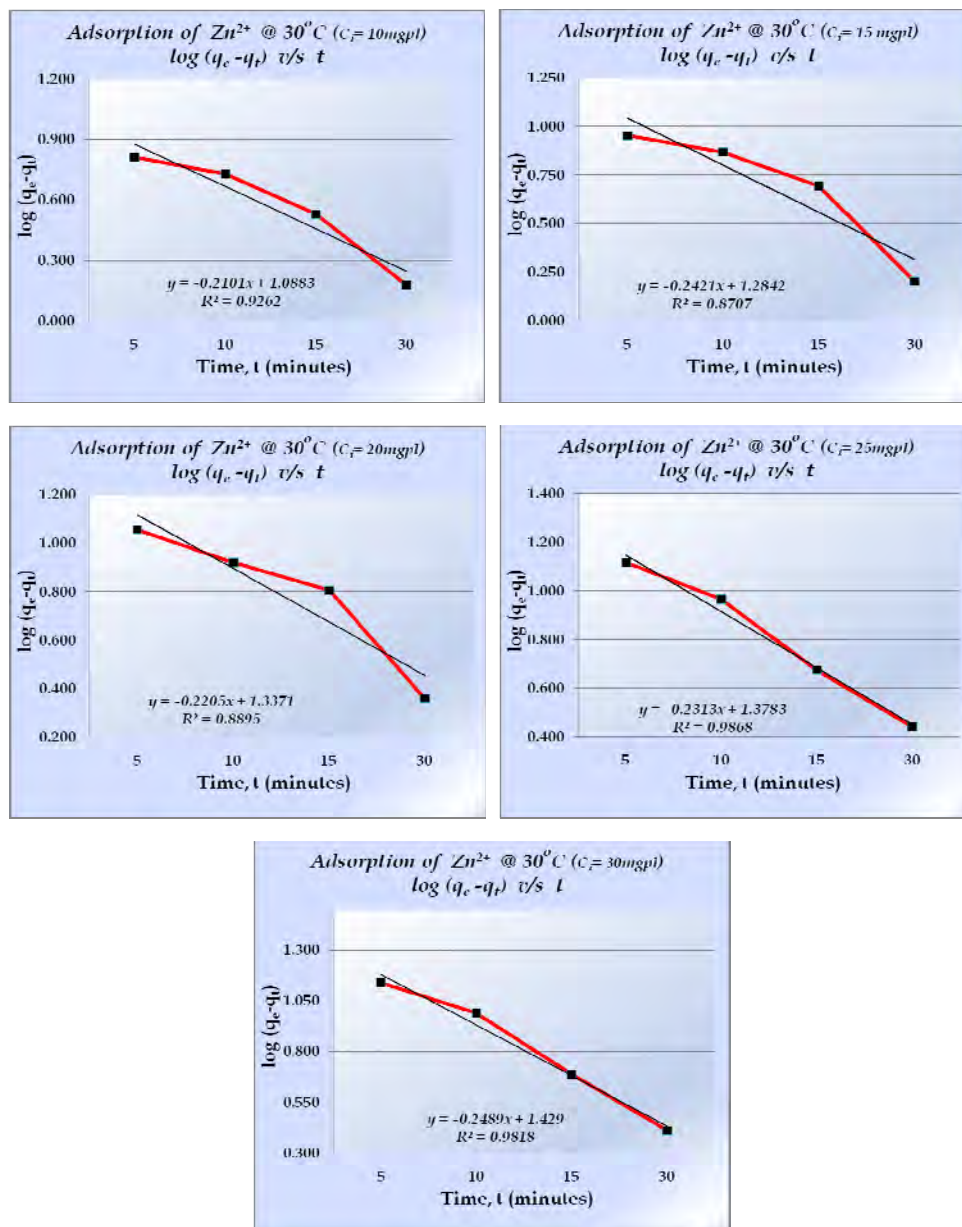 Adsorption of Zn²⁺ @ 30°C (Cᵢ= 10mgpl)
log (qₑ -qₜ) v/s t
1.200
0.900
0.600
0.300
0.000
log (qₑ-qₜ)
y = -0.2101x + 1.0883
R² = 0.9262
5 10 15 30
Time, t (minutes)
Adsorption of Zn²⁺ @ 30°C (Cᵢ= 15 mgpl)
log (qₑ -qₜ) v/s t
1.250
1.000
0.750
0.500
0.250
0.000
log (qₑ-qₜ)
y = -0.2421x + 1.2842
R² = 0.8707
5 10 15 30
Time, t (minutes)
Adsorption of Zn²⁺ @ 30°C (Cᵢ= 20mgpl)
log (qₑ -qₜ) v/s t
1.200
1.000
0.800
0.600
0.400
0.200
log (qₑ-qₜ)
y = -0.2205x + 1.3371
R² = 0.8895
5 10 15 30
Time, t (minutes)
Adsorption of Zn²⁺ @ 30°C (Cᵢ= 25mgpl)
log (qₑ -qₜ) v/s t
1.400
1.200
1.000
0.800
0.600
0.400
log (qₑ-qₜ)
y = 0.2313x + 1.3783
R² = 0.9868
5 10 15 30
Time, t (minutes)
Adsorption of Zn²⁺ @ 30°C (Cᵢ= 30mgpl)
log (qₑ -qₜ) v/s t
1.300
1.050
0.800
0.550
0.300
log (qₑ-qₜ)
y = -0.2489x + 1.429
R² = 0.9818
5 10 15 30
Time, t (minutes)